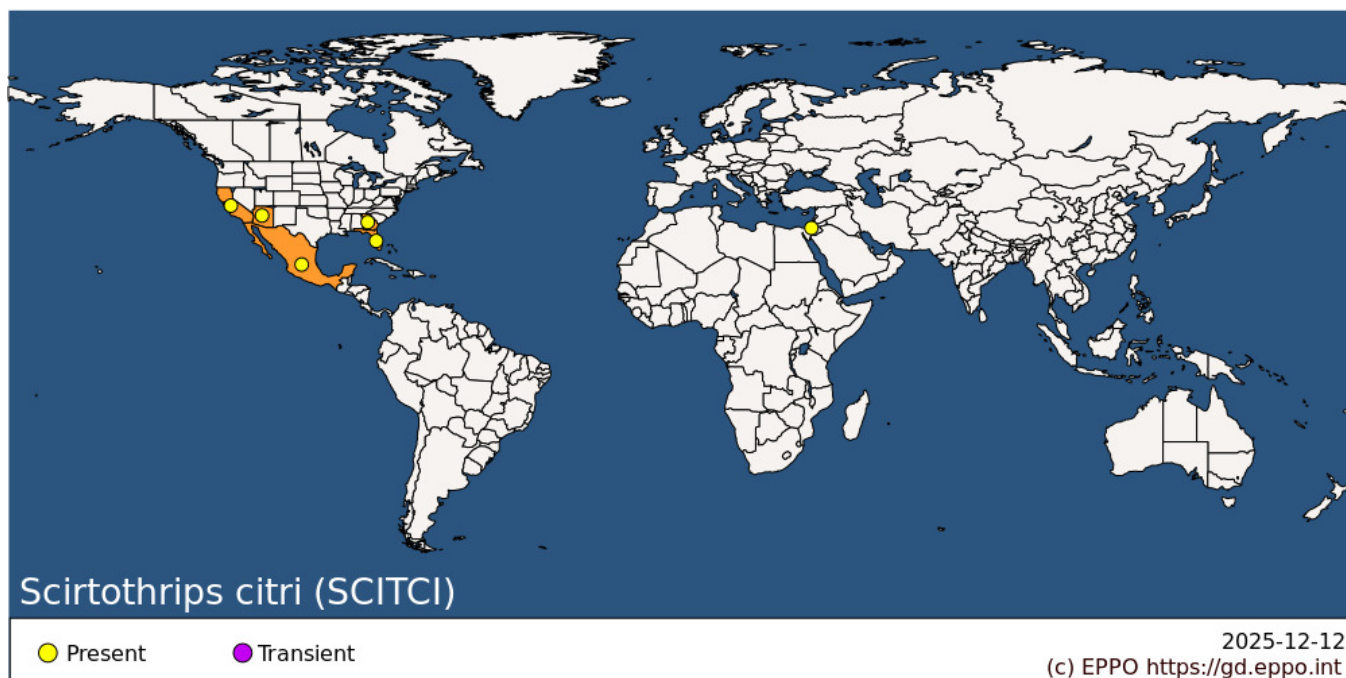 Scirtothrips citri (SCITCI)
Present
Transient
2025-12-12
(c) EPPO https://gd.eppo.int